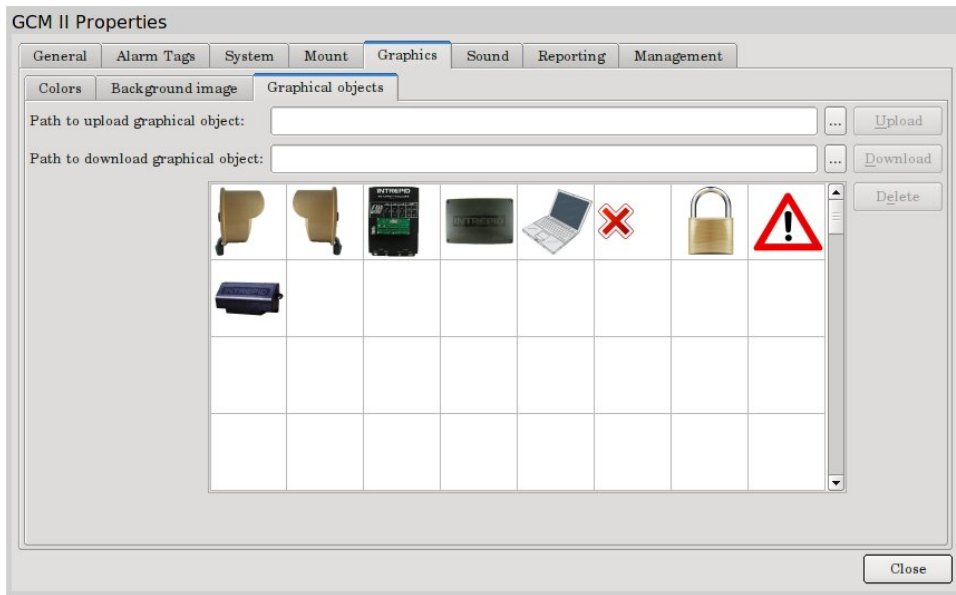 GCM II Properties
General Alarm Tags System Mount Graphics Sound Reporting Management
Colors Background image Graphical objects
Path to upload graphical object: ... Upload
Path to download graphical object: ... Download
Delete
INTREPID
INTREPID
INTREPID
Close